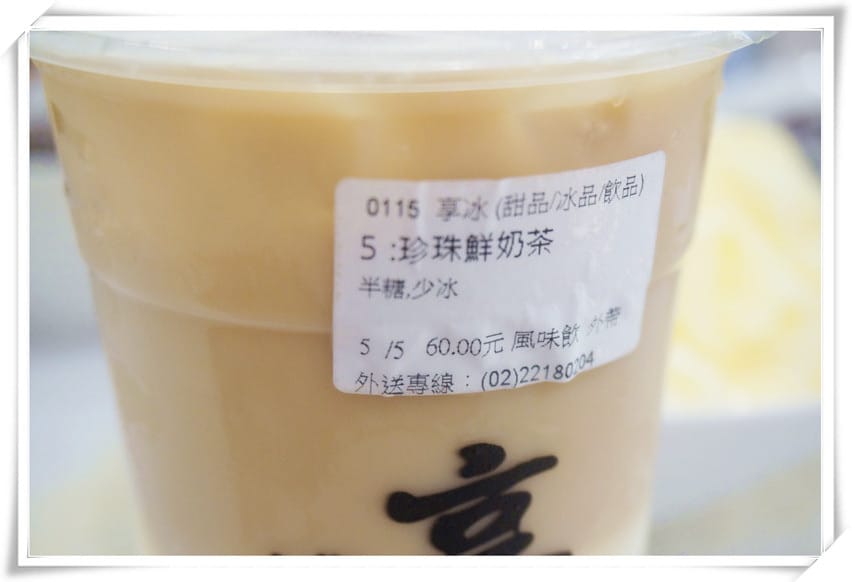 0115 享冰 (甜品/冰品/飲品)
5 :珍珠鮮奶茶
半糖,少冰
5 /5 60.00元 風味飲 外帶
外送專線 : (02)22180204
享